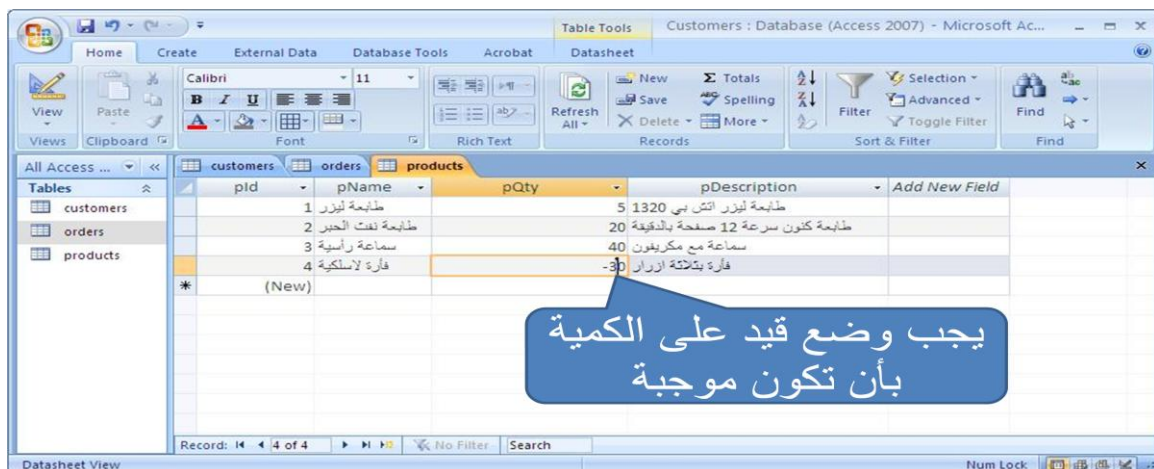 Table Tools
Customers : Database (Access 2007) - Microsoft Ac...
Home Create External Data Database Tools Acrobat Datasheet
View
Views
Paste
Clipboard
Calibri 11
B I U
A
Font
Rich Text
Refresh All
New
Save
Delete
Σ Totals
Spelling
More
Records
Filter
Selection
Advanced
Toggle Filter
Sort & Filter
Find
Find
All Access ...
customers orders products
Tables
customers
orders
products
pId pName pQty pDescription Add New Field
1 طابعة ليزر 5 طابعة ليزر اتش بي 1320
2 طابعة نفث الحبر 20 طابعة كنون سرعة 12 صفحة بالدقيقة
3 سماعة رأسية 40 سماعة مع مكريفون
4 فأرة لاسلكية -30 فأرة بثلاثة ازرار
(New)
يجب وضع قيد على الكمية
بأن تكون موجبة
Record: 4 of 4 No Filter Search
Datasheet View Num Lock